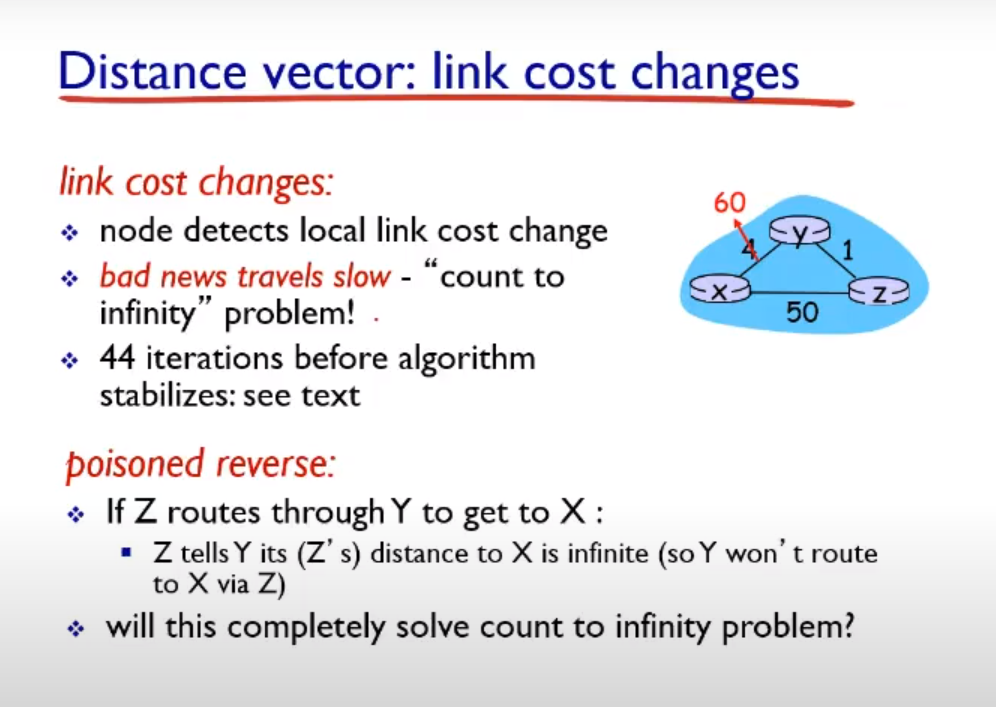 Distance vector: link cost changes
link cost changes:
node detects local link cost change
bad news travels slow - “count to
infinity” problem!
44 iterations before algorithm
stabilizes: see text
60
4
y
1
x
z
50
poisoned reverse:
If Z routes through Y to get to X :
Z tells Y its (Z’s) distance to X is infinite (so Y won’t route
to X via Z)
will this completely solve count to infinity problem?